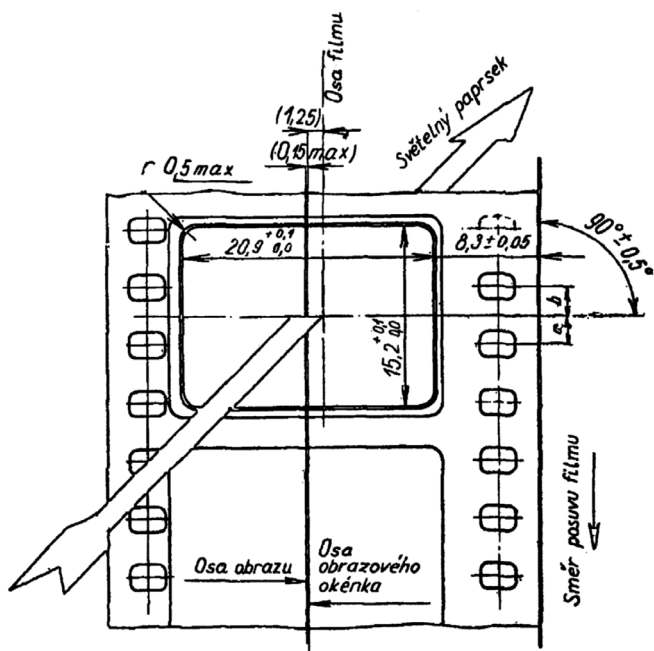 Osa filmu
(1,25)
(0,15 max)
Světelný paprsek
r 0,5 max
20,9 +0,1 0,0
8,3 ± 0,05
90° ± 0,5°
15,2 +0,1 0,0
b
a
Směr posuvu filmu
Osa obrazu
Osa
obrazového
okénka